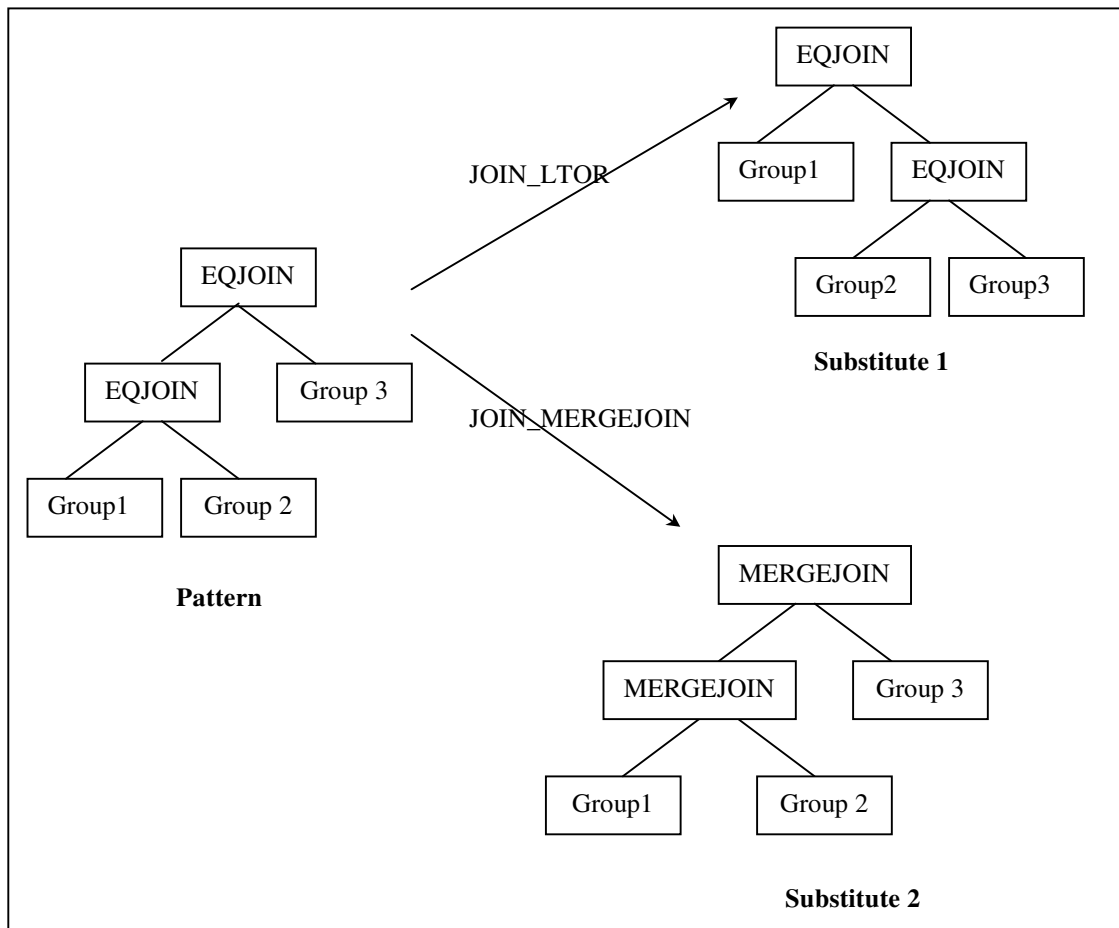 EQJOIN
Group1
EQJOIN
JOIN_LTOR
Group2
Group3
EQJOIN
Substitute 1
EQJOIN
Group 3
JOIN_MERGEJOIN
Group1
Group 2
MERGEJOIN
Pattern
MERGEJOIN
Group 3
Group1
Group 2
Substitute 2